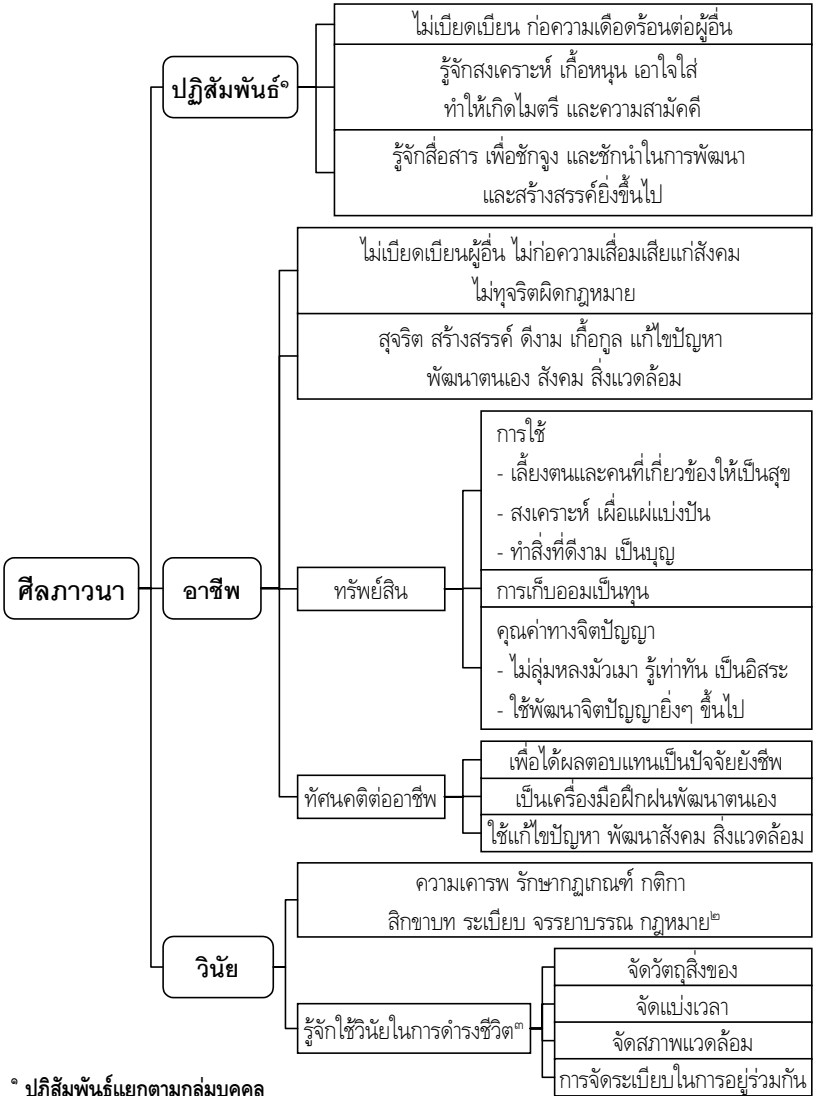 ศีลภาวนา
ปฏิสัมพันธ์๑
ไม่เบียดเบียน ก่อความเดือดร้อนต่อผู้อื่น
รู้จักสงเคราะห์ เกื้อหนุน เอาใจใส่
ทำให้เกิดไมตรี และความสามัคคี
รู้จักสื่อสาร เพื่อชักจูง และชักนำในการพัฒนา
และสร้างสรรค์ยิ่งขึ้นไป
อาชีพ
ไม่เบียดเบียนผู้อื่น ไม่ก่อความเสื่อมเสียแก่สังคม
ไม่ทุจริตผิดกฎหมาย
สุจริต สร้างสรรค์ ดีงาม เกื้อกูล แก้ไขปัญหา
พัฒนาตนเอง สังคม สิ่งแวดล้อม
ทรัพย์สิน
การใช้
- เลี้ยงตนและคนที่เกี่ยวข้องให้เป็นสุข
- สงเคราะห์ เผื่อแผ่แบ่งปัน
- ทำสิ่งที่ดีงาม เป็นบุญ
การเก็บออมเป็นทุน
คุณค่าทางจิตปัญญา
- ไม่ลุ่มหลงมัวเมา รู้เท่าทัน เป็นอิสระ
- ใช้พัฒนาจิตปัญญายิ่งๆ ขึ้นไป
ทัศนคติต่ออาชีพ
เพื่อได้ผลตอบแทนเป็นปัจจัยยังชีพ
เป็นเครื่องมือฝึกฝนพัฒนาตนเอง
ใช้แก้ไขปัญหา พัฒนาสังคม สิ่งแวดล้อม
วินัย
ความเคารพ รักษากฏเกณฑ์ กติกา
สิกขาบท ระเบียบ จรรยาบรรณ กฎหมาย๒
รู้จักใช้วินัยในการดำรงชีวิต๓
จัดวัตถุสิ่งของ
จัดแบ่งเวลา
จัดสภาพแวดล้อม
การจัดระเบียบในการอยู่ร่วมกัน
๑ ปฏิสัมพันธ์แยกตามกลุ่มบุคคล